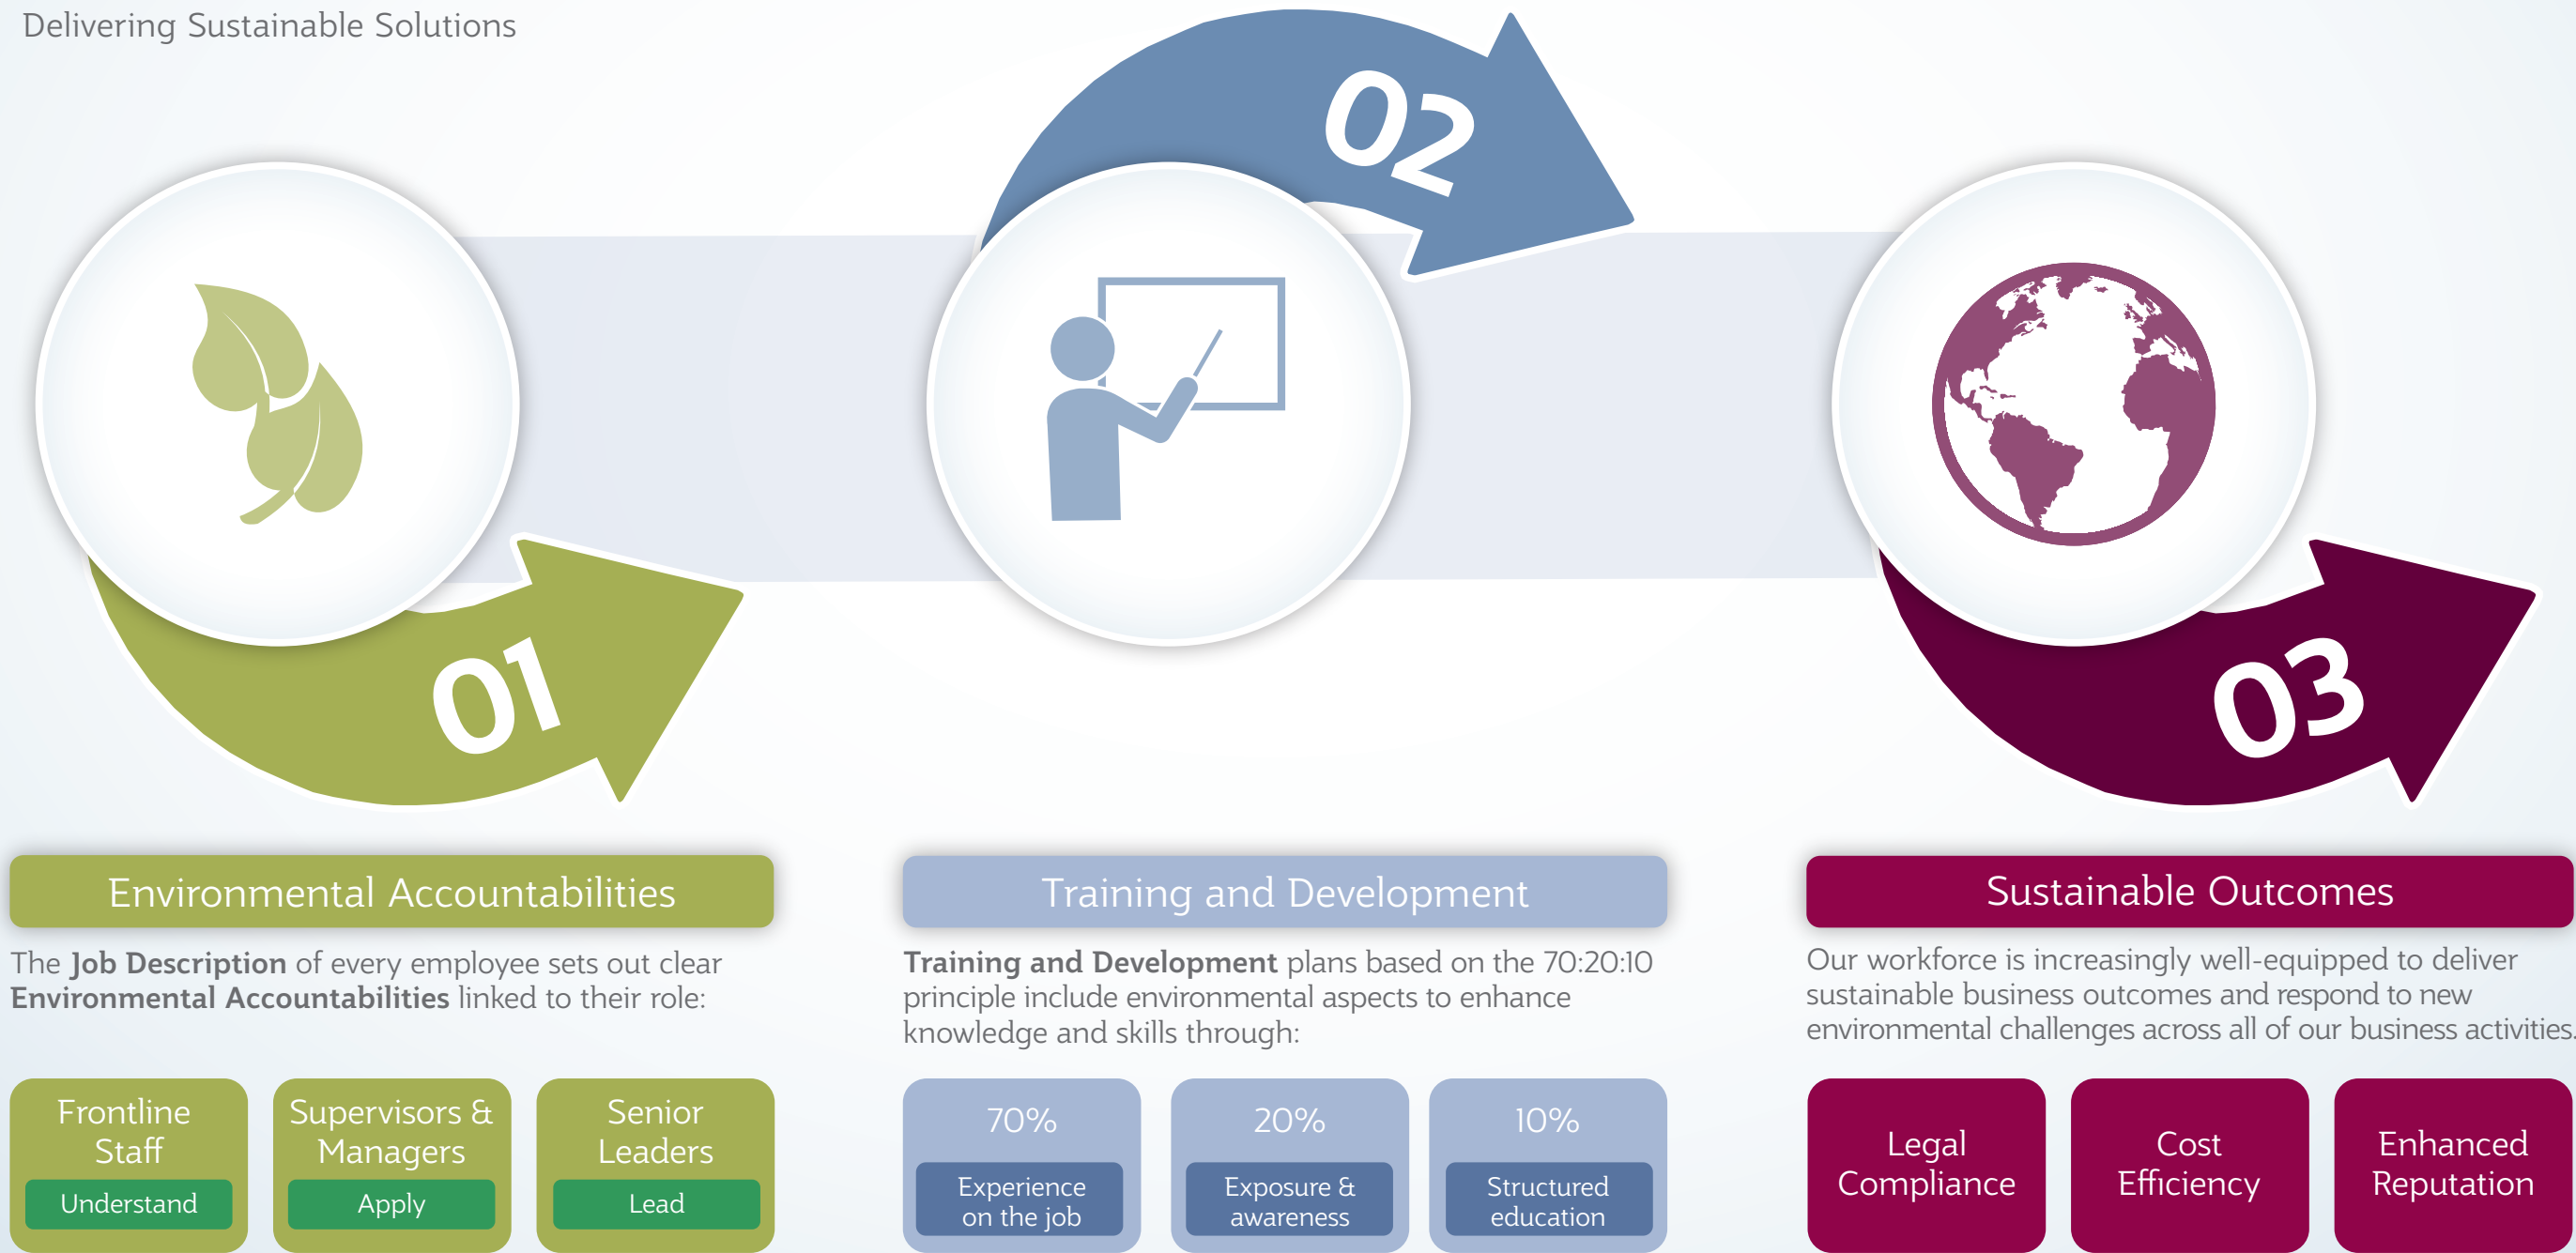 Delivering Sustainable Solutions
01
02
03
Environmental Accountabilities
The Job Description of every employee sets out clear
Environmental Accountabilities linked to their role:
Frontline
Staff
Understand
Supervisors &
Managers
Apply
Senior
Leaders
Lead
Training and Development
Training and Development plans based on the 70:20:10
principle include environmental aspects to enhance
knowledge and skills through:
70%
Experience
on the job
20%
Exposure &
awareness
10%
Structured
education
Sustainable Outcomes
Our workforce is increasingly well-equipped to deliver
sustainable business outcomes and respond to new
environmental challenges across all of our business activities.
Legal
Compliance
Cost
Efficiency
Enhanced
Reputation